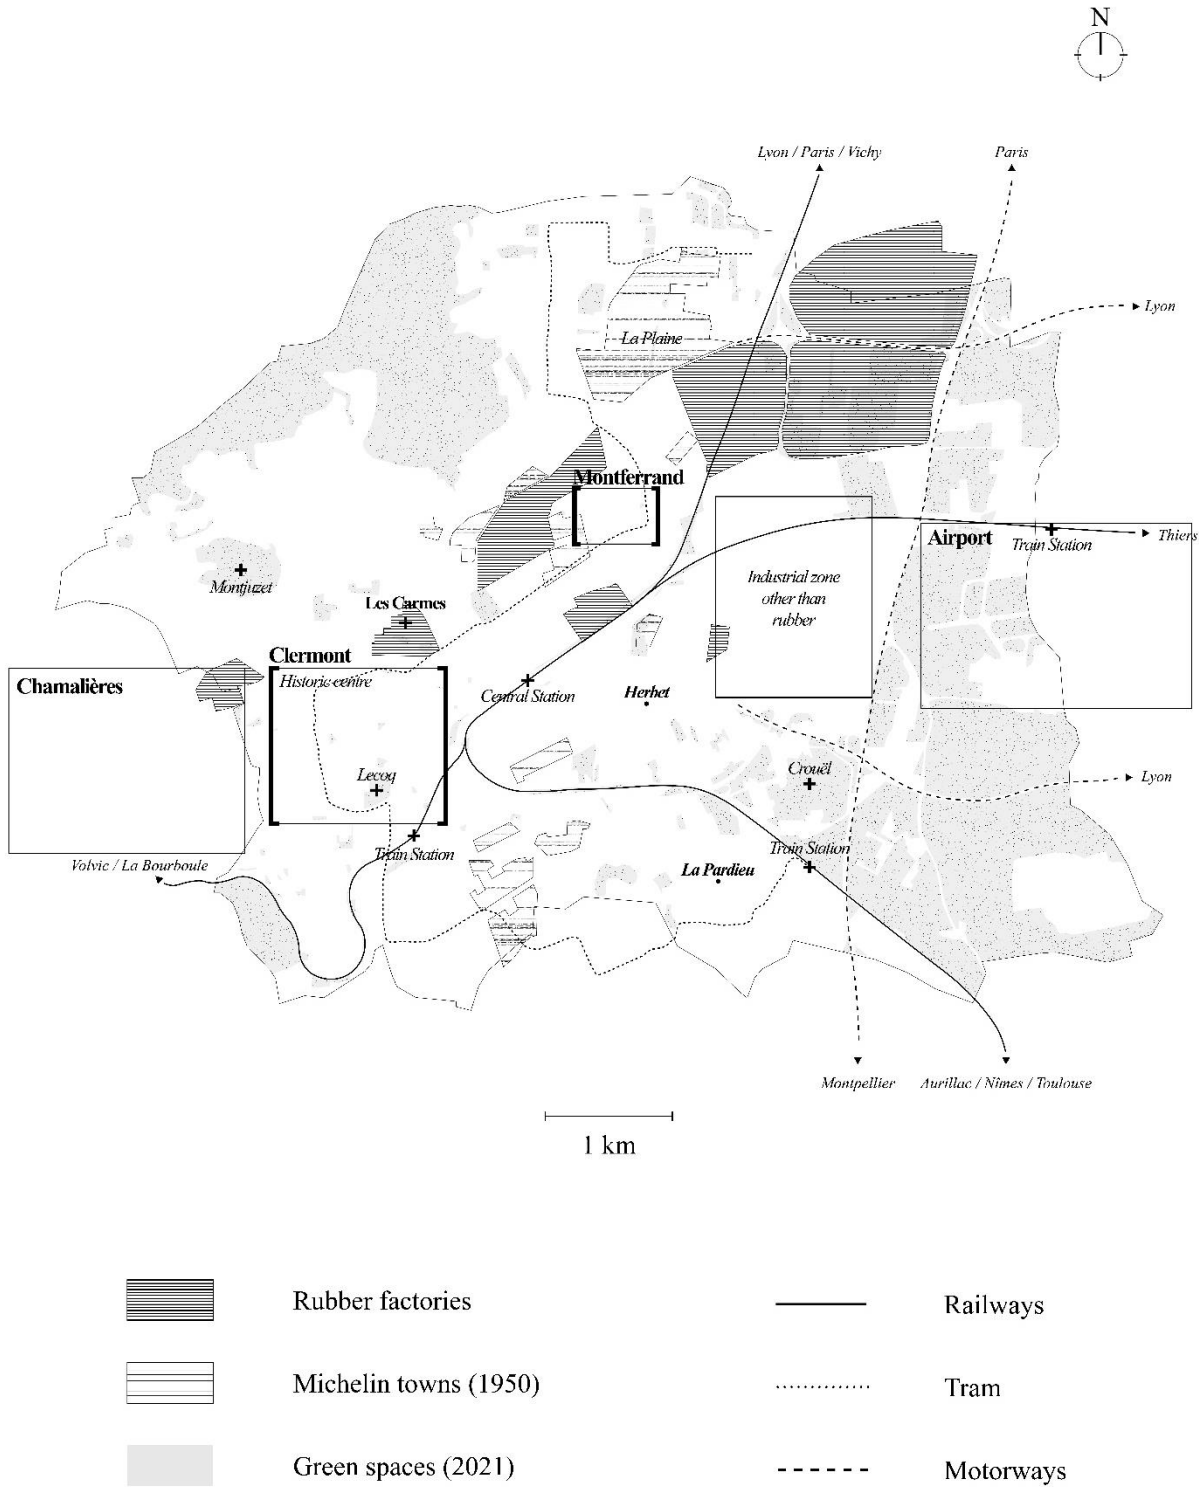 N
Lyon / Paris / Vichy
Paris
Lyon
La Plaine
Montferrand
Airport
Train Station
Thiers
Industrial zone
other than
rubber
Montjuzet
Les Carmes
Clermont
Historic centre
Chamalières
Central Station
Herbet
Lecoq
Crouël
Lyon
Train Station
Train Station
Volvic / La Bourboule
La Pardieu
Montpellier
Aurillac / Nîmes / Toulouse
1 km
Rubber factories
Railways
Michelin towns (1950)
Tram
Green spaces (2021)
Motorways